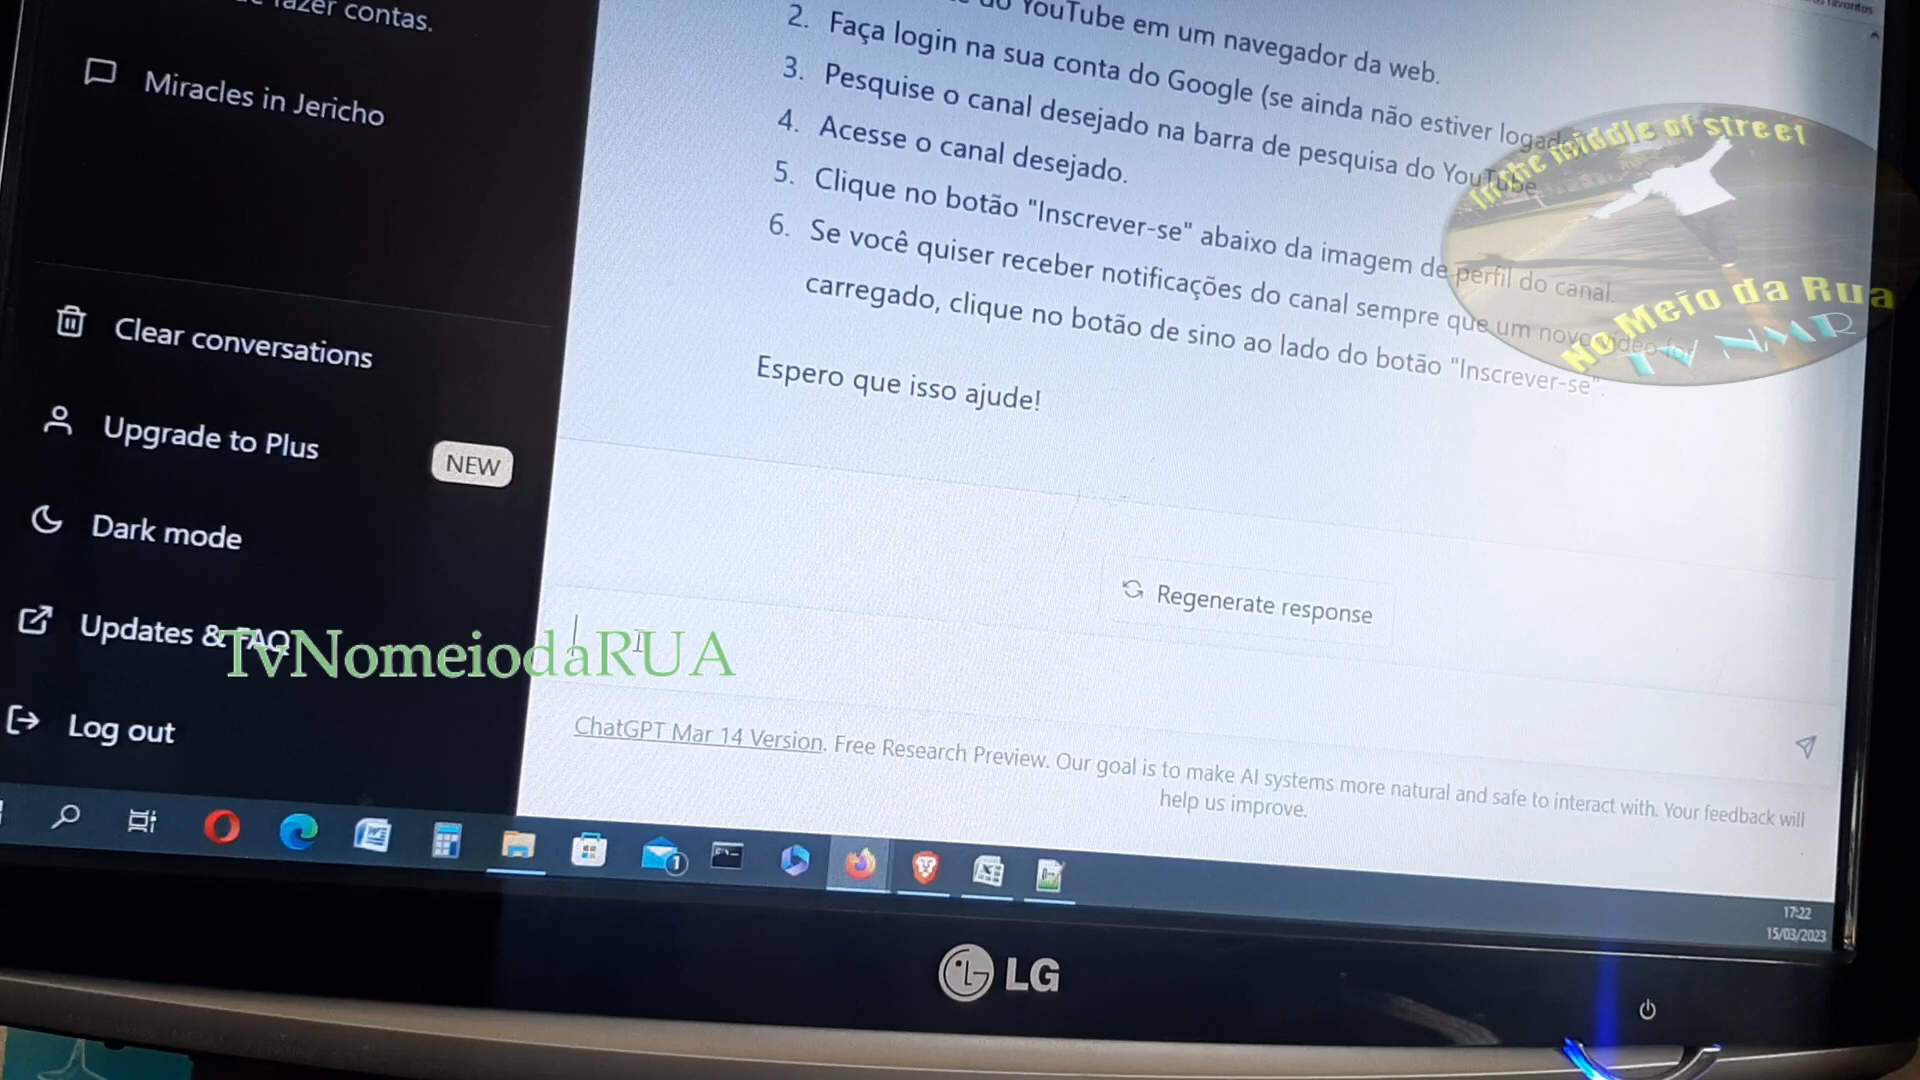 fazer contas.
Miracles in Jericho
Clear conversations
Upgrade to Plus
NEW
Dark mode
Updates & FAQ
Log out
do YouTube em um navegador da web.
2. Faça login na sua conta do Google (se ainda não estiver logado
3. Pesquise o canal desejado na barra de pesquisa do YouTube.
4. Acesse o canal desejado.
5. Clique no botão "Inscrever-se" abaixo da imagem de perfil do canal.
6. Se você quiser receber notificações do canal sempre que um novo vídeo for
carregado, clique no botão de sino ao lado do botão "Inscrever-se".
Espero que isso ajude!
Regenerate response
ChatGPT Mar 14 Version. Free Research Preview. Our goal is to make AI systems more natural and safe to interact with. Your feedback will
help us improve.
middle of street
No Meio da Rua
TV NMR
TvNomeiodaRUA
1
17:22
15/03/2023
LG